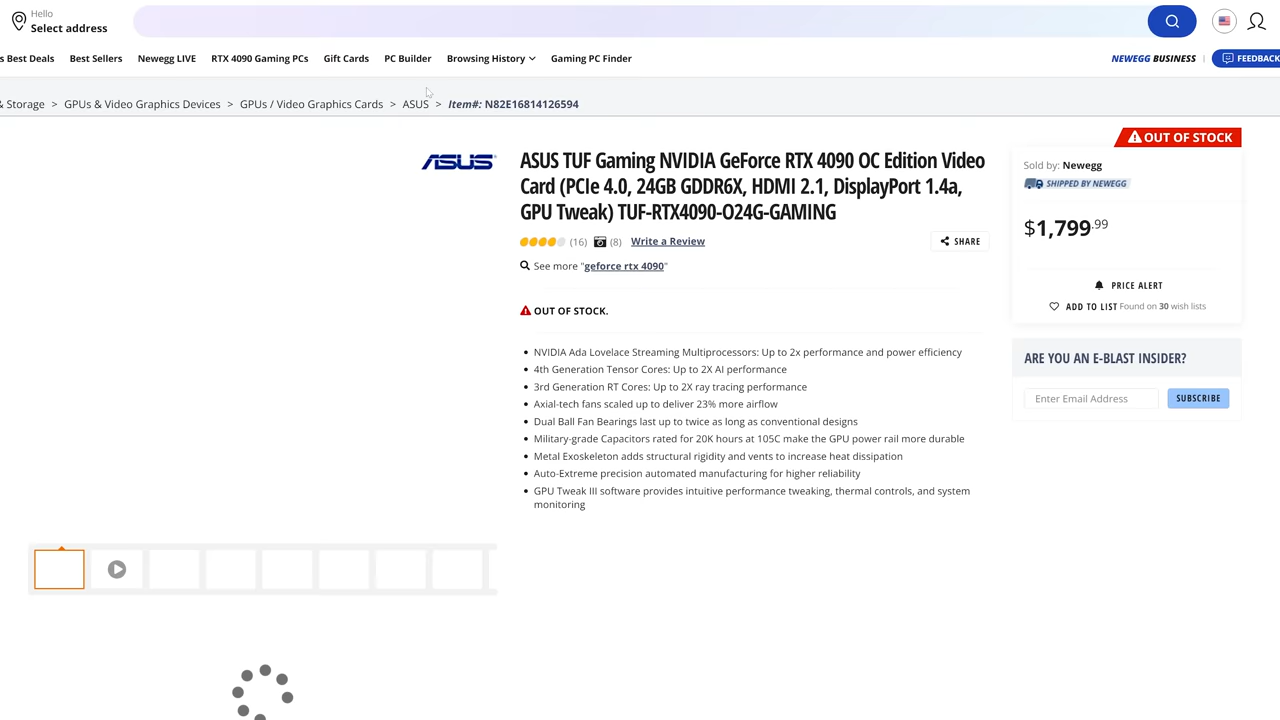 Hello
Select address
s Best Deals
Best Sellers
Newegg LIVE
RTX 4090 Gaming PCs
Gift Cards
PC Builder
Browsing History
Gaming PC Finder
NEWEGG BUSINESS
FEEDBACK
& Storage > GPUs & Video Graphics Devices > GPUs / Video Graphics Cards > ASUS > Item#: N82E16814126594
OUT OF STOCK
ASUS
ASUS TUF Gaming NVIDIA GeForce RTX 4090 OC Edition Video
Card (PCIe 4.0, 24GB GDDR6X, HDMI 2.1, DisplayPort 1.4a,
GPU Tweak) TUF-RTX4090-O24G-GAMING
(16) (8) Write a Review
SHARE
See more "geforce rtx 4090"
OUT OF STOCK.
• NVIDIA Ada Lovelace Streaming Multiprocessors: Up to 2x performance and power efficiency
• 4th Generation Tensor Cores: Up to 2X AI performance
• 3rd Generation RT Cores: Up to 2X ray tracing performance
• Axial-tech fans scaled up to deliver 23% more airflow
• Dual Ball Fan Bearings last up to twice as long as conventional designs
• Military-grade Capacitors rated for 20K hours at 105C make the GPU power rail more durable
• Metal Exoskeleton adds structural rigidity and vents to increase heat dissipation
• Auto-Extreme precision automated manufacturing for higher reliability
• GPU Tweak III software provides intuitive performance tweaking, thermal controls, and system
monitoring
Sold by: Newegg
SHIPPED BY NEWEGG
$1,799.99
PRICE ALERT
ADD TO LIST Found on 30 wish lists
ARE YOU AN E-BLAST INSIDER?
Enter Email Address
SUBSCRIBE